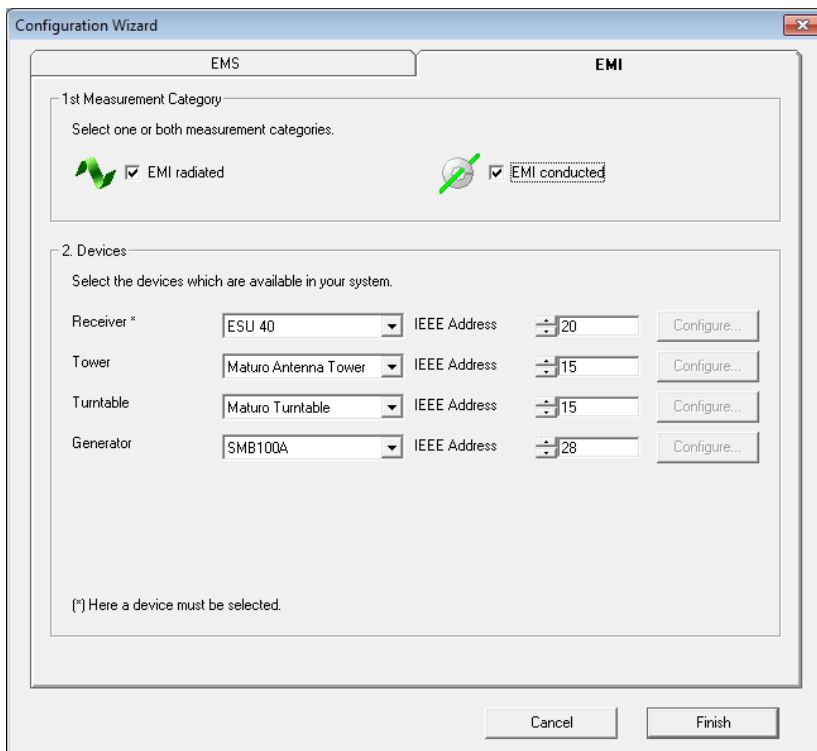 Configuration Wizard
EMS EMI
1st Measurement Category
Select one or both measurement categories.
EMI radiated EMI conducted
2. Devices
Select the devices which are available in your system.
Receiver * ESU 40 IEEE Address 20 Configure...
Tower Maturo Antenna Tower IEEE Address 15 Configure...
Turntable Maturo Turntable IEEE Address 15 Configure...
Generator SMB100A IEEE Address 28 Configure...
(*) Here a device must be selected.
Cancel Finish